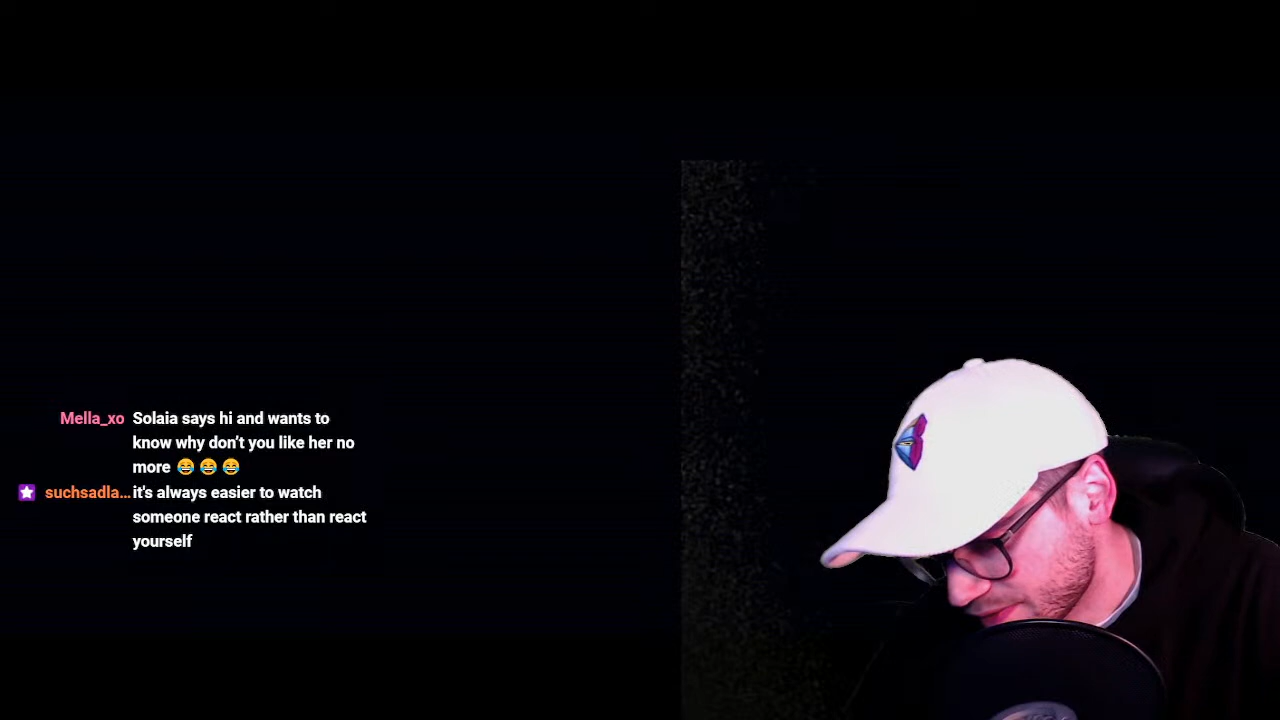 Mella_xo Solaia says hi and wants to
know why don't you like her no
more 😂 😂 😂
suchsadla... it's always easier to watch
someone react rather than react
yourself